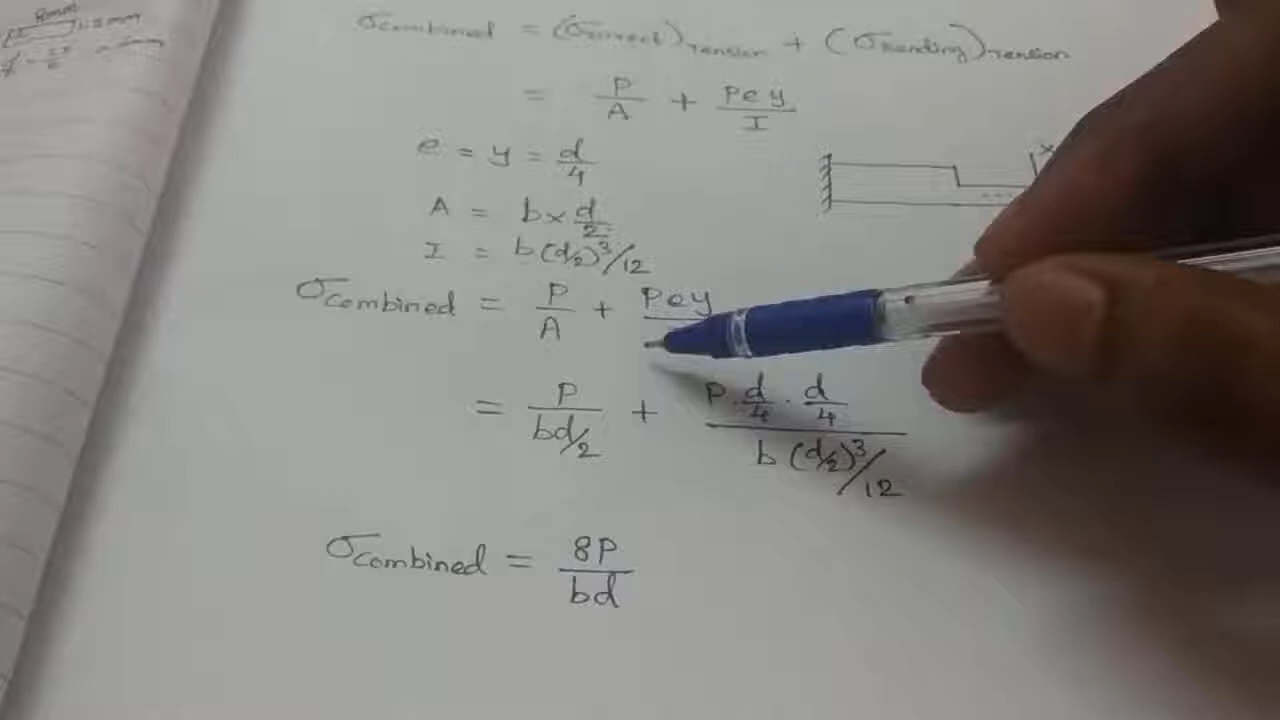 8mm
σcombined = (σdirect)Tension + (σBending)Tension
= P/A + Pey/I
e = y = d/4
A = b x d/2
I = b(d/2)³/12
X
σcombined = P/A + Pey
= P/(bd/2) + (P . d/4 . d/4)/(b(d/2)³/12)
σcombined = 8P/bd